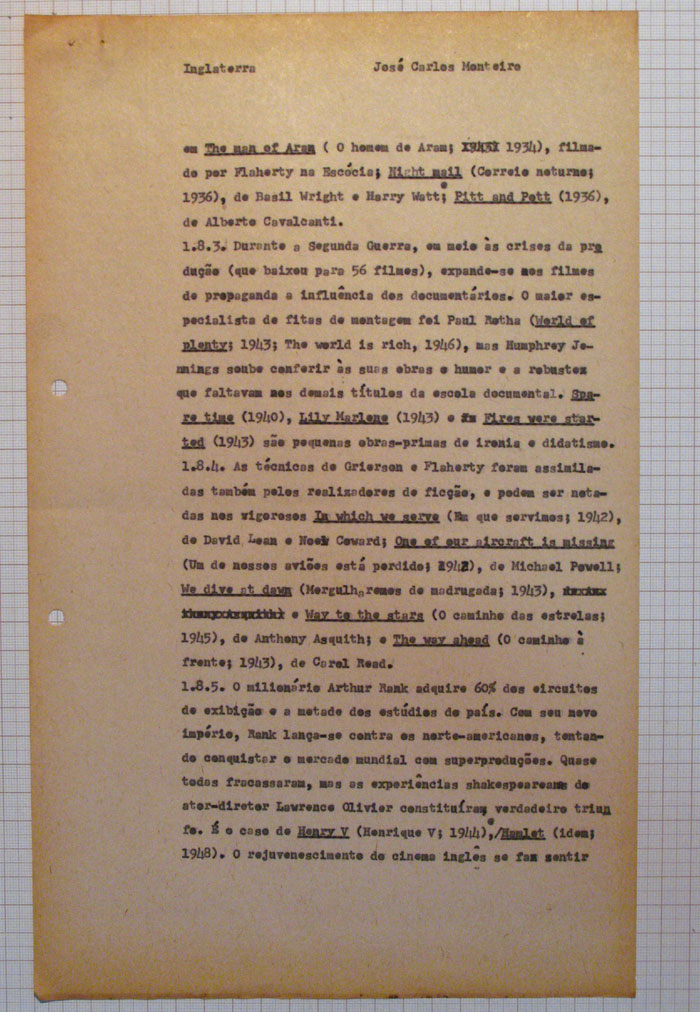 Inglaterra José Carlos Monteiro
em The man of Aran ( O homem de Aran; 1934), filma-
do por Flaherty na Escócia; Night mail (Correio noturno;
1936), de Basil Wright e Harry Watt; e Pitt and Pott (1936),
de Alberto Cavalcanti.
1.8.3. Durante a Segunda Guerra, em meio às crises da pro
dução (que baixou para 56 filmes), expande-se nos filmes
de propaganda a influência dos documentários. O maior es-
pecialista de fitas de montagem foi Paul Rotha (World of
plenty; 1943; The world is rich, 1946), mas Humphrey Je-
nnings soube conferir às suas obras o humor e a robustez
que faltavam nos demais títulos da escola documental. Spa-
re time (1940), Lily Marlene (1943) e Fires were star-
ted (1943) são pequenas obras-primas de ironia e didatismo.
1.8.4. As técnicas de Grierson e Flaherty foram assimila-
das também pelos realizadores de ficção, e podem ser nota-
das nos vigorosos In which we serve (Em que servimos; 1942),
de David Lean e Noel Coward; One of our aircraft is missing
(Um de nossos aviões está perdido; 1942), de Michael Powell;
We dive at dawn (Mergulharemos de madrugada; 1943),
e Way to the stars (O caminho das estrelas;
1945), de Anthony Asquith; e The way ahead (O caminho à
frente; 1943), de Carol Read.
1.8.5. O milionário Arthur Rank adquire 60% dos circuitos
de exibição e a metade dos estúdios do país. Com seu novo
império, Rank lança-se contra os norte-americanos, tentan-
do conquistar o mercado mundial com superproduções. Quase
todas fracassaram, mas as experiências shakespeareans do
ator-diretor Lawrence Olivier constituíram verdadeiro triun
fo. É o caso de Henry V (Henrique V; 1944), e/Hamlet (idem;
1948). O rejuvenescimento do cinema inglês se faz sentir